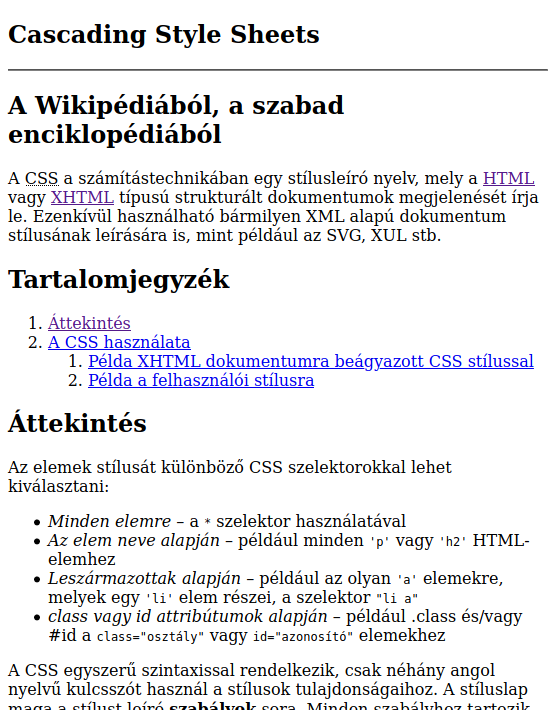 Cascading Style Sheets
A Wikipédiából, a szabad
enciklopédiából
A CSS a számítástechnikában egy stílusleíró nyelv, mely a HTML
vagy XHTML típusú strukturált dokumentumok megjelenését írja
le. Ezenkívül használható bármilyen XML alapú dokumentum
stílusának leírására is, mint például az SVG, XUL stb.
Tartalomjegyzék
1. Áttekintés
2. A CSS használata
1. Példa XHTML dokumentumra beágyazott CSS stílussal
2. Példa a felhasználói stílusra
Áttekintés
Az elemek stílusát különböző CSS szelektorokkal lehet
kiválasztani:
• Minden elemre – a * szelektor használatával
• Az elem neve alapján – például minden 'p' vagy 'h2' HTML-
elemhez
• Leszármazottak alapján – például az olyan 'a' elemekre,
melyek egy 'li' elem részei, a szelektor "li a"
• class vagy id attribútumok alapján – például .class és/vagy
#id a class="osztály" vagy id="azonosító" elemekhez
A CSS egyszerű szintaxissal rendelkezik, csak néhány angol
nyelvű kulcsszót használ a stílusok tulajdonságaihoz. A stíluslap
maga a stílust leíró szabályok sora. Minden szabályhoz tartozik